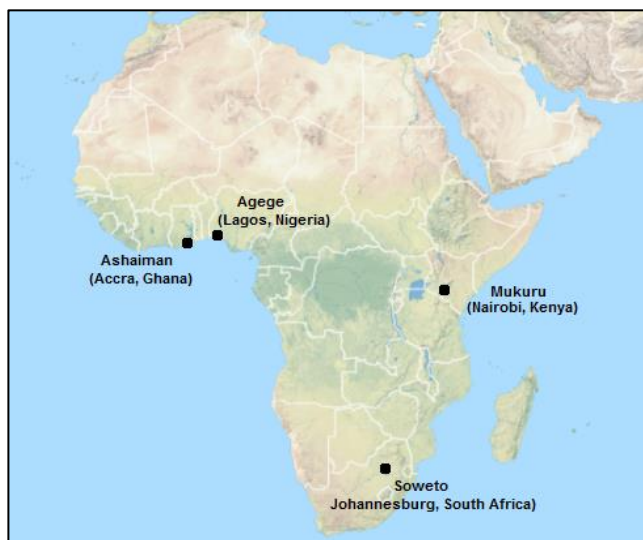 Agege
(Lagos, Nigeria)
Ashaiman
(Accra, Ghana)
Mukuru
(Nairobi, Kenya)
Soweto
Johannesburg, South Africa)